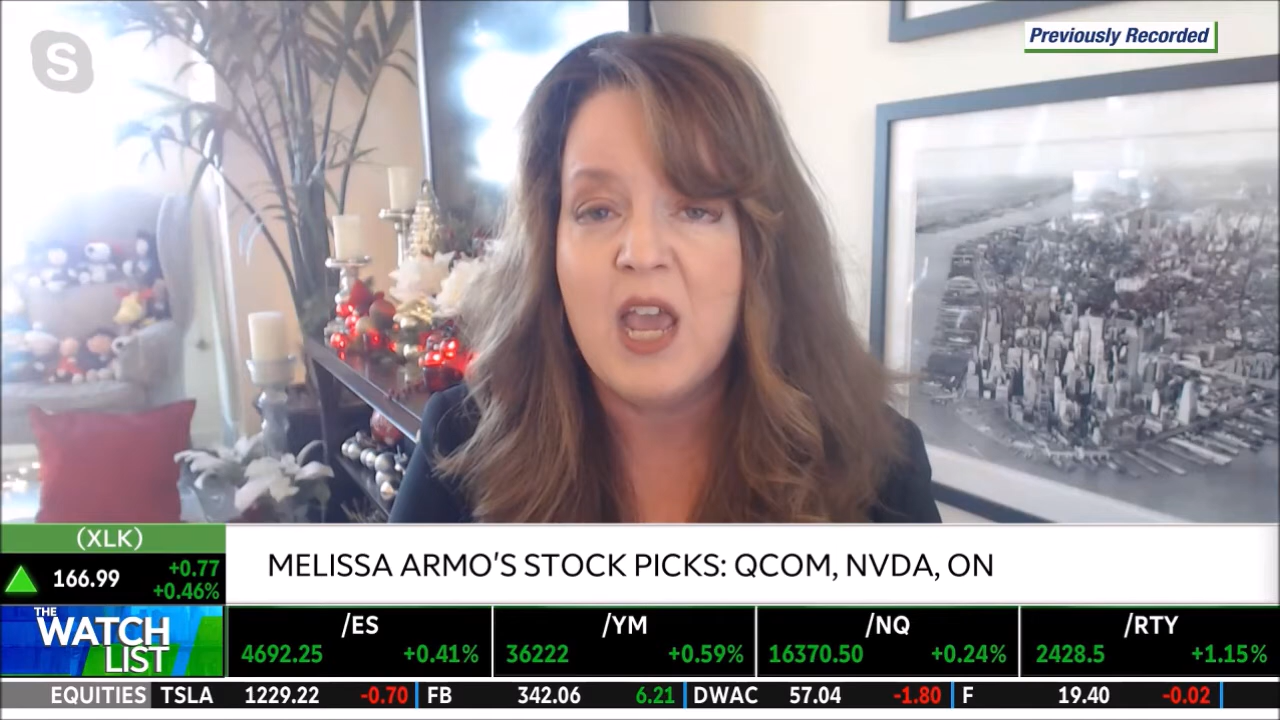 S
Previously Recorded
(XLK)
166.99 +0.77 +0.46%
MELISSA ARMO'S STOCK PICKS: QCOM, NVDA, ON
THE
WATCH
LIST
/ES /YM /NQ /RTY
4692.25 +0.41% 36222 +0.59% 16370.50 +0.24% 2428.5 +1.15%
EQUITIES TSLA 1229.22 -0.70 FB 342.06 6.21 DWAC 57.04 -1.80 F 19.40 -0.02